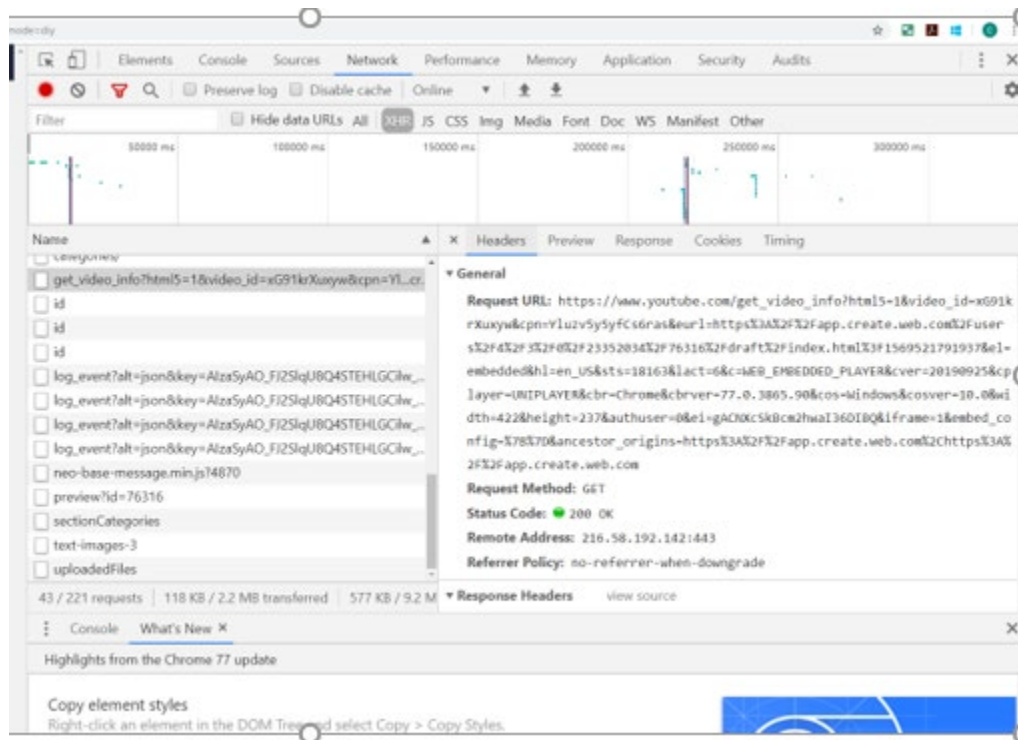 mode=diy
Elements Console Sources Network Performance Memory Application Security Audits
Preserve log Disable cache Online
Filter Hide data URLs All XHR JS CSS Img Media Font Doc WS Manifest Other
50000 ms 100000 ms 150000 ms 200000 ms 250000 ms 300000 ms
Name Headers Preview Response Cookies Timing
categories/
get_video_info?html5=1&video_id=xG91krXuxyw&cpn=Yl...cr.
id
id
id
log_event?alt=json&key=
log_event?alt=json&key=
log_event?alt=json&key=
log_event?alt=json&key=
neo-base-message.min.js?4870
preview?id=76316
sectionCategories
text-images-3
uploadedFiles
43 / 221 requests 118 KB / 2.2 MB transferred 577 KB / 9.2 M
General
Request URL: https://www.youtube.com/get_video_info?html5=1&video_id=xG91k
rXuxyw&cpn=Yluzv5y5yfCs6ras&eurl=https%3A%2F%2Fapp.create.web.com%2Fuser
s%2F4%2F3%2F0%2F23352034%2F76316%2Fdraft%2Findex.html%3F1569521791937&el=
embedded&hl=en_US&sts=18163&lact=6&c=WEB_EMBEDDED_PLAYER&cver=20190925&cp
layer=UNIPLAYER&cbr=Chrome&cbrver=77.0.3865.90&cos=Windows&cosver=10.0&wi
dth=422&height=237&authuser=0&iframe=1&embed_co
nfig=%7B%7D&ancestor_origins=https%3A%2F%2Fapp.create.web.com%2Chttps%3A%
2F%2Fapp.create.web.com
Request Method: GET
Status Code: 200 OK
Remote Address: 216.58.192.142:443
Referrer Policy: no-referrer-when-downgrade
Response Headers view source
Console What's New
Highlights from the Chrome 77 update
Copy element styles
Right-click an element in the DOM Tree and select Copy > Copy Styles.